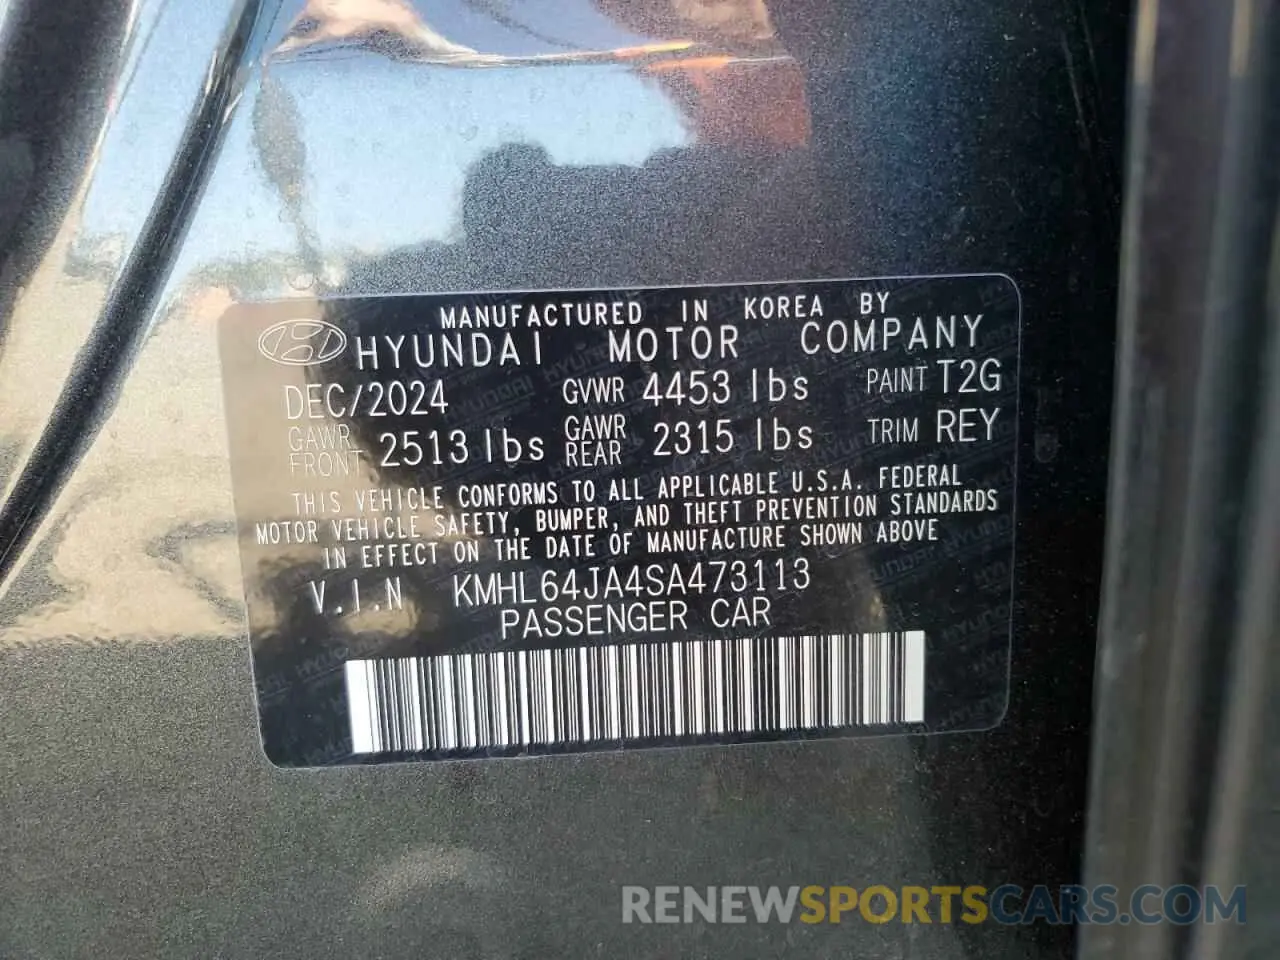 MANUFACTURED IN KOREA BY
HYUNDAI MOTOR COMPANY
DEC/2024 GVWR 4453 lbs PAINT T2G
GAWR FRONT 2513 lbs GAWR REAR 2315 lbs TRIM REY
THIS VEHICLE CONFORMS TO ALL APPLICABLE U.S.A. FEDERAL
MOTOR VEHICLE SAFETY, BUMPER, AND THEFT PREVENTION STANDARDS
IN EFFECT ON THE DATE OF MANUFACTURE SHOWN ABOVE
V.I.N KMHL64JA4SA473113
PASSENGER CAR
RENEWSPORTSCARS.COM